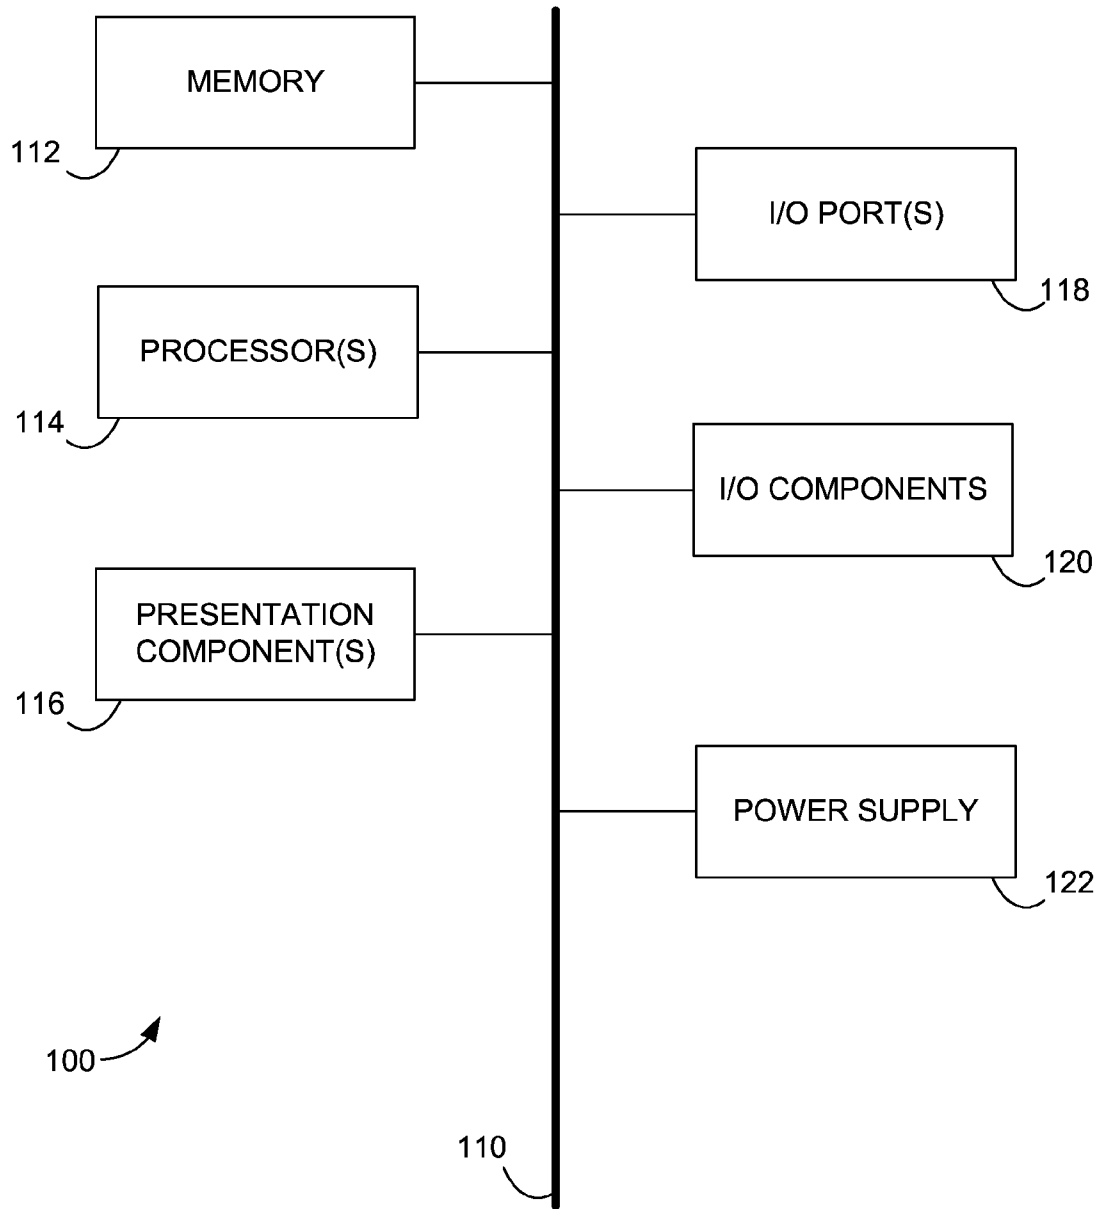 MEMORY
112
I/O PORT(S)
118
PROCESSOR(S)
114
I/O COMPONENTS
120
PRESENTATION
COMPONENT(S)
116
POWER SUPPLY
122
100
110